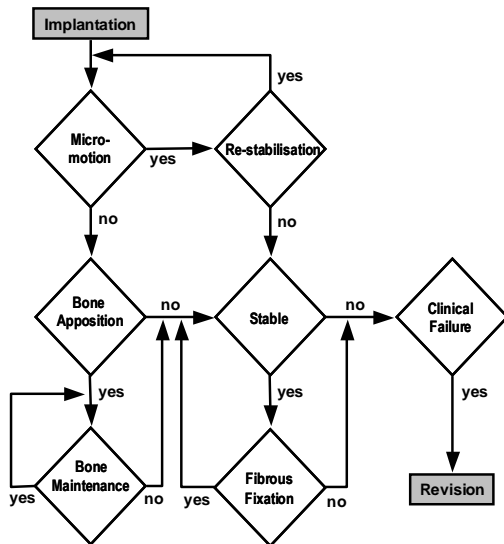 Implantation
yes
Micro-
motion
yes
Re-stabilisation
no
no
Bone
Apposition
no
Stable
no
Clinical
Failure
yes
yes
yes
Bone
Maintenance
yes
no
Fibrous
Fixation
yes
no
Revision